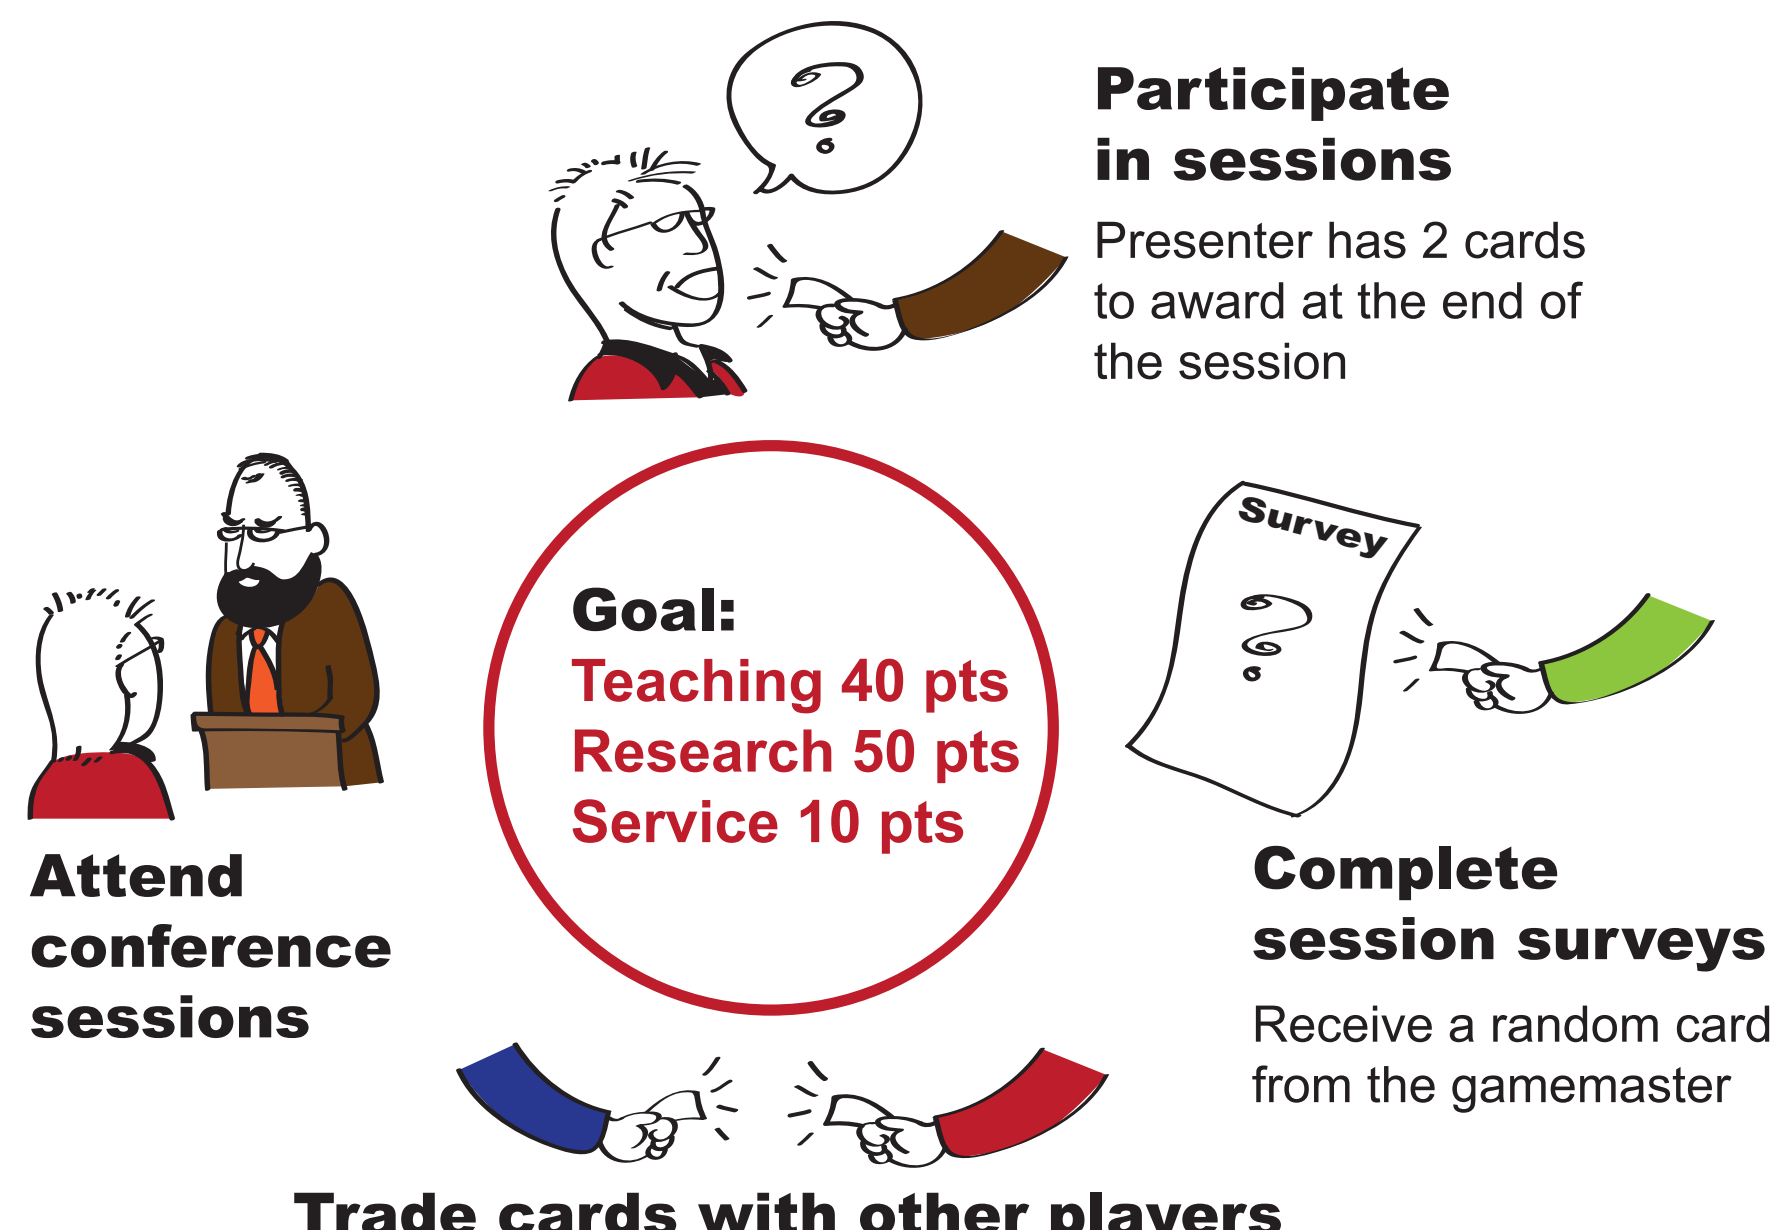 ?
Participate
in sessions
Presenter has 2 cards
to award at the end of
the session
Survey
?
Goal:
Teaching 40 pts
Research 50 pts
Service 10 pts
Attend
conference
sessions
Complete
session surveys
Receive a random card
from the gamemaster
Trade cards with other players